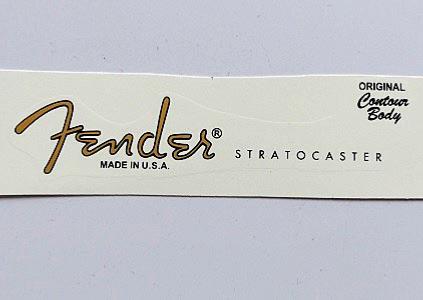 Fender®
MADE IN U.S.A.
STRATOCASTER
ORIGINAL
Contour
Body